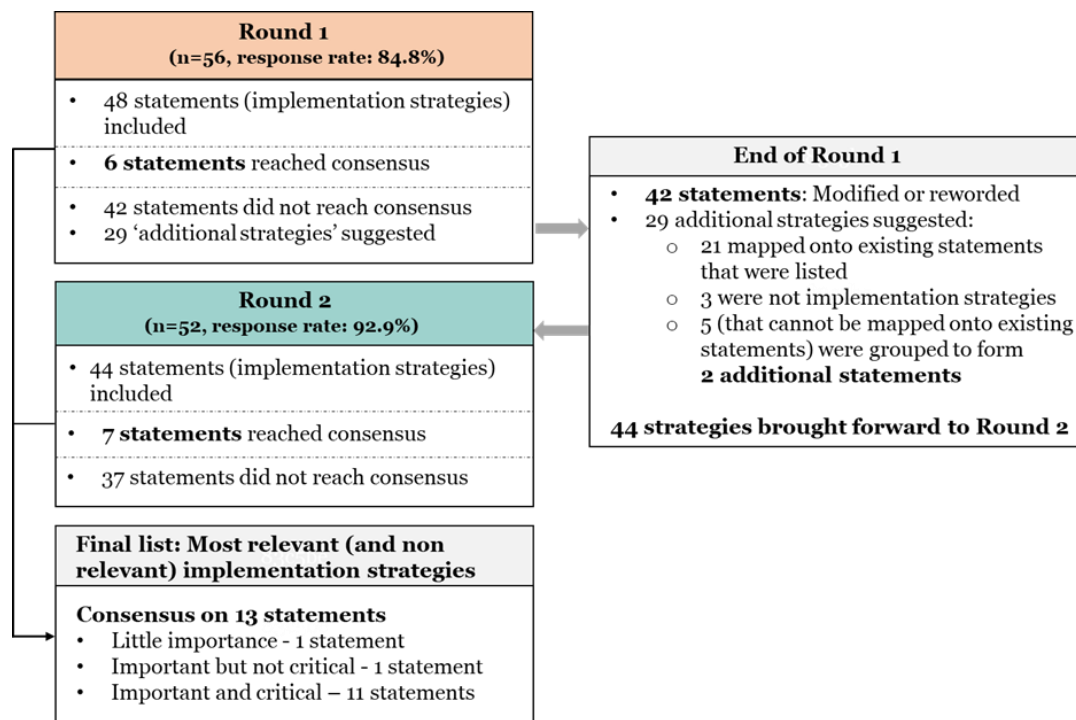 Round 1
(n=56, response rate: 84.8%)
• 48 statements (implementation strategies)
included
• 6 statements reached consensus
• 42 statements did not reach consensus
• 29 ‘additional strategies’ suggested
End of Round 1
• 42 statements: Modified or reworded
• 29 additional strategies suggested:
o 21 mapped onto existing statements
that were listed
o 3 were not implementation strategies
o 5 (that cannot be mapped onto existing
statements) were grouped to form
2 additional statements
44 strategies brought forward to Round 2
Round 2
(n=52, response rate: 92.9%)
• 44 statements (implementation strategies)
included
• 7 statements reached consensus
• 37 statements did not reach consensus
Final list: Most relevant (and non
relevant) implementation strategies
Consensus on 13 statements
• Little importance - 1 statement
• Important but not critical - 1 statement
• Important and critical – 11 statements